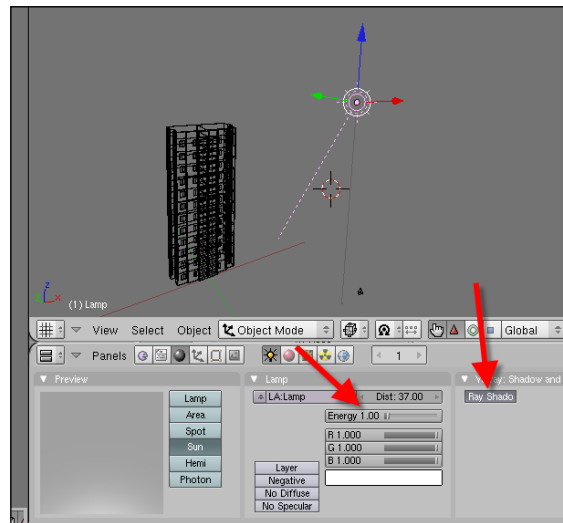 z
x
(1) Lamp
View Select Object Object Mode Global
Panels 1
Preview
Lamp
Area
Spot
Sun
Hemi
Photon
Lamp
LA:Lamp Dist: 37.00
Energy 1.00
R 1.000
G 1.000
B 1.000
Layer
Negative
No Diffuse
No Specular
Shadow and
Ray Shado